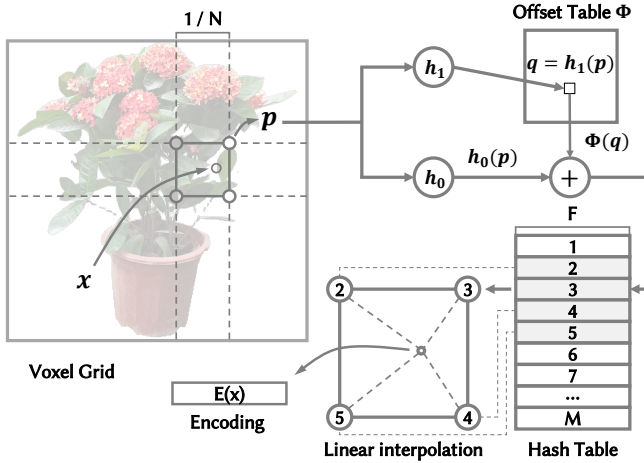 1 / N
Offset Table Φ
q = h₁(p)
h₁
p
Φ(q)
h₀(p)
h₀
+
F
x
1
2
3
4
5
6
7
...
M
2
3
5
4
Voxel Grid
E(x)
Encoding
Linear interpolation
Hash Table